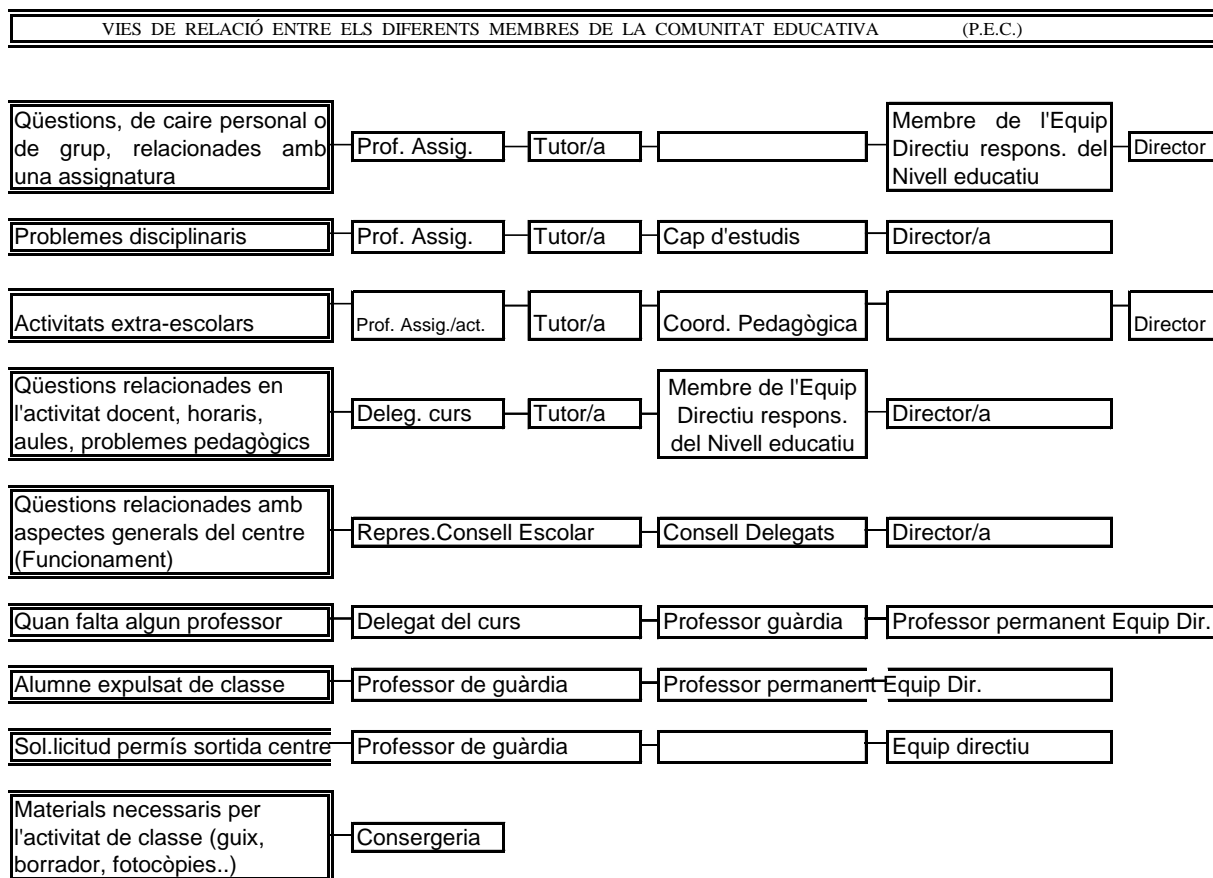 VIES DE RELACIÓ ENTRE ELS DIFERENTS MEMBRES DE LA COMUNITAT EDUCATIVA (P.E.C.)
Qüestions, de caire personal o
de grup, relacionades amb
una assignatura
Prof. Assig.
Tutor/a
Membre de l'Equip
Directiu respons. del
Nivell educatiu
Director
Problemes disciplinaris
Prof. Assig.
Tutor/a
Cap d'estudis
Director/a
Activitats extra-escolars
Prof. Assig./act.
Tutor/a
Coord. Pedagògica
Director
Qüestions relacionades en
l'activitat docent, horaris,
aules, problemes pedagògics
Deleg. curs
Tutor/a
Membre de l'Equip
Directiu respons.
del Nivell educatiu
Director/a
Qüestions relacionades amb
aspectes generals del centre
(Funcionament)
Repres.Consell Escolar
Consell Delegats
Director/a
Quan falta algun professor
Delegat del curs
Professor guàrdia
Professor permanent Equip Dir.
Alumne expulsat de classe
Professor de guàrdia
Professor permanent Equip Dir.
Sol.licitud permís sortida centre
Professor de guàrdia
Equip directiu
Materials necessaris per
l'activitat de classe (guix,
borrador, fotocòpies..)
Consergeria